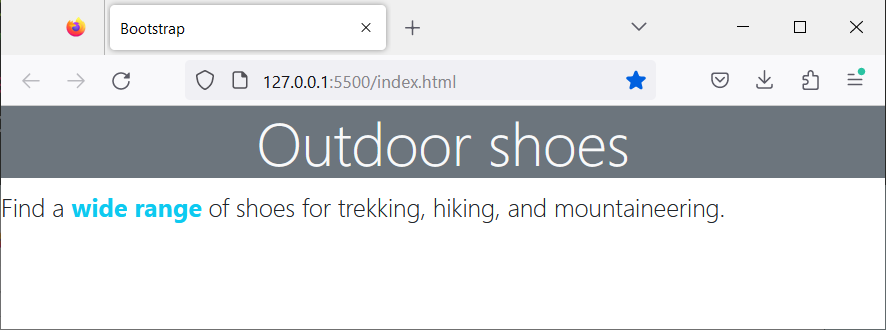 Bootstrap
127.0.0.1:5500/index.html
Outdoor shoes
Find a wide range of shoes for trekking, hiking, and mountaineering.